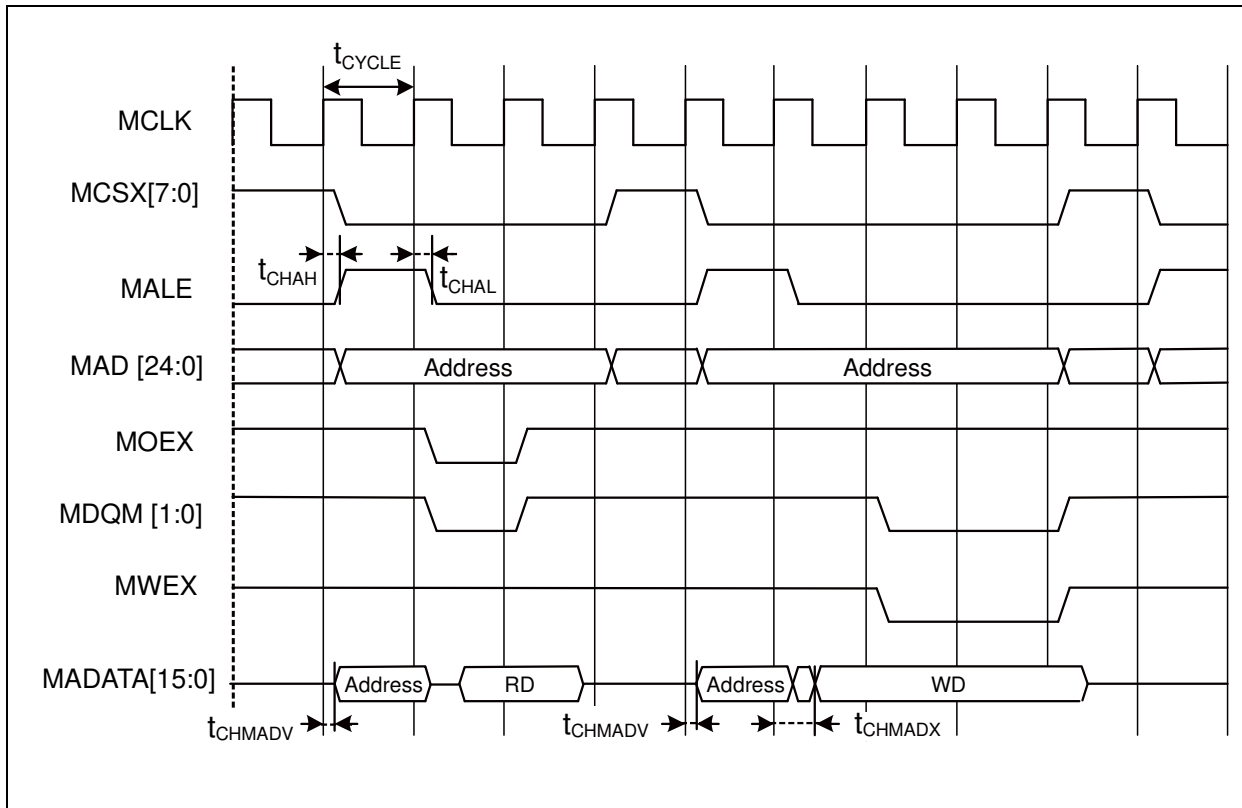 tCYCLE
MCLK
MCSX[7:0]
tCHAH
tCHAL
MALE
MAD [24:0]
Address
Address
MOEX
MDQM [1:0]
MWEX
MADATA[15:0]
Address
RD
Address
WD
tCHMADV
tCHMADV
tCHMADX